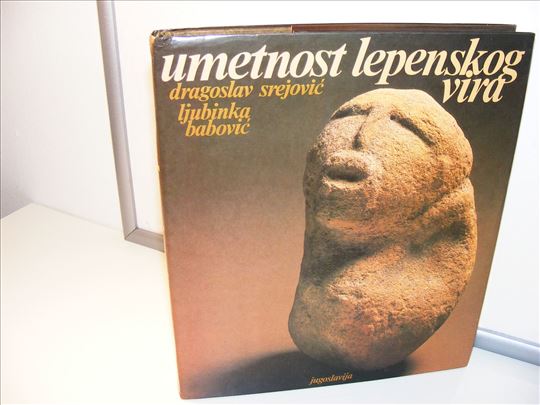 umetnost lepenskog
vira
dragoslav srejović
ljubinka
babović
jugoslavija